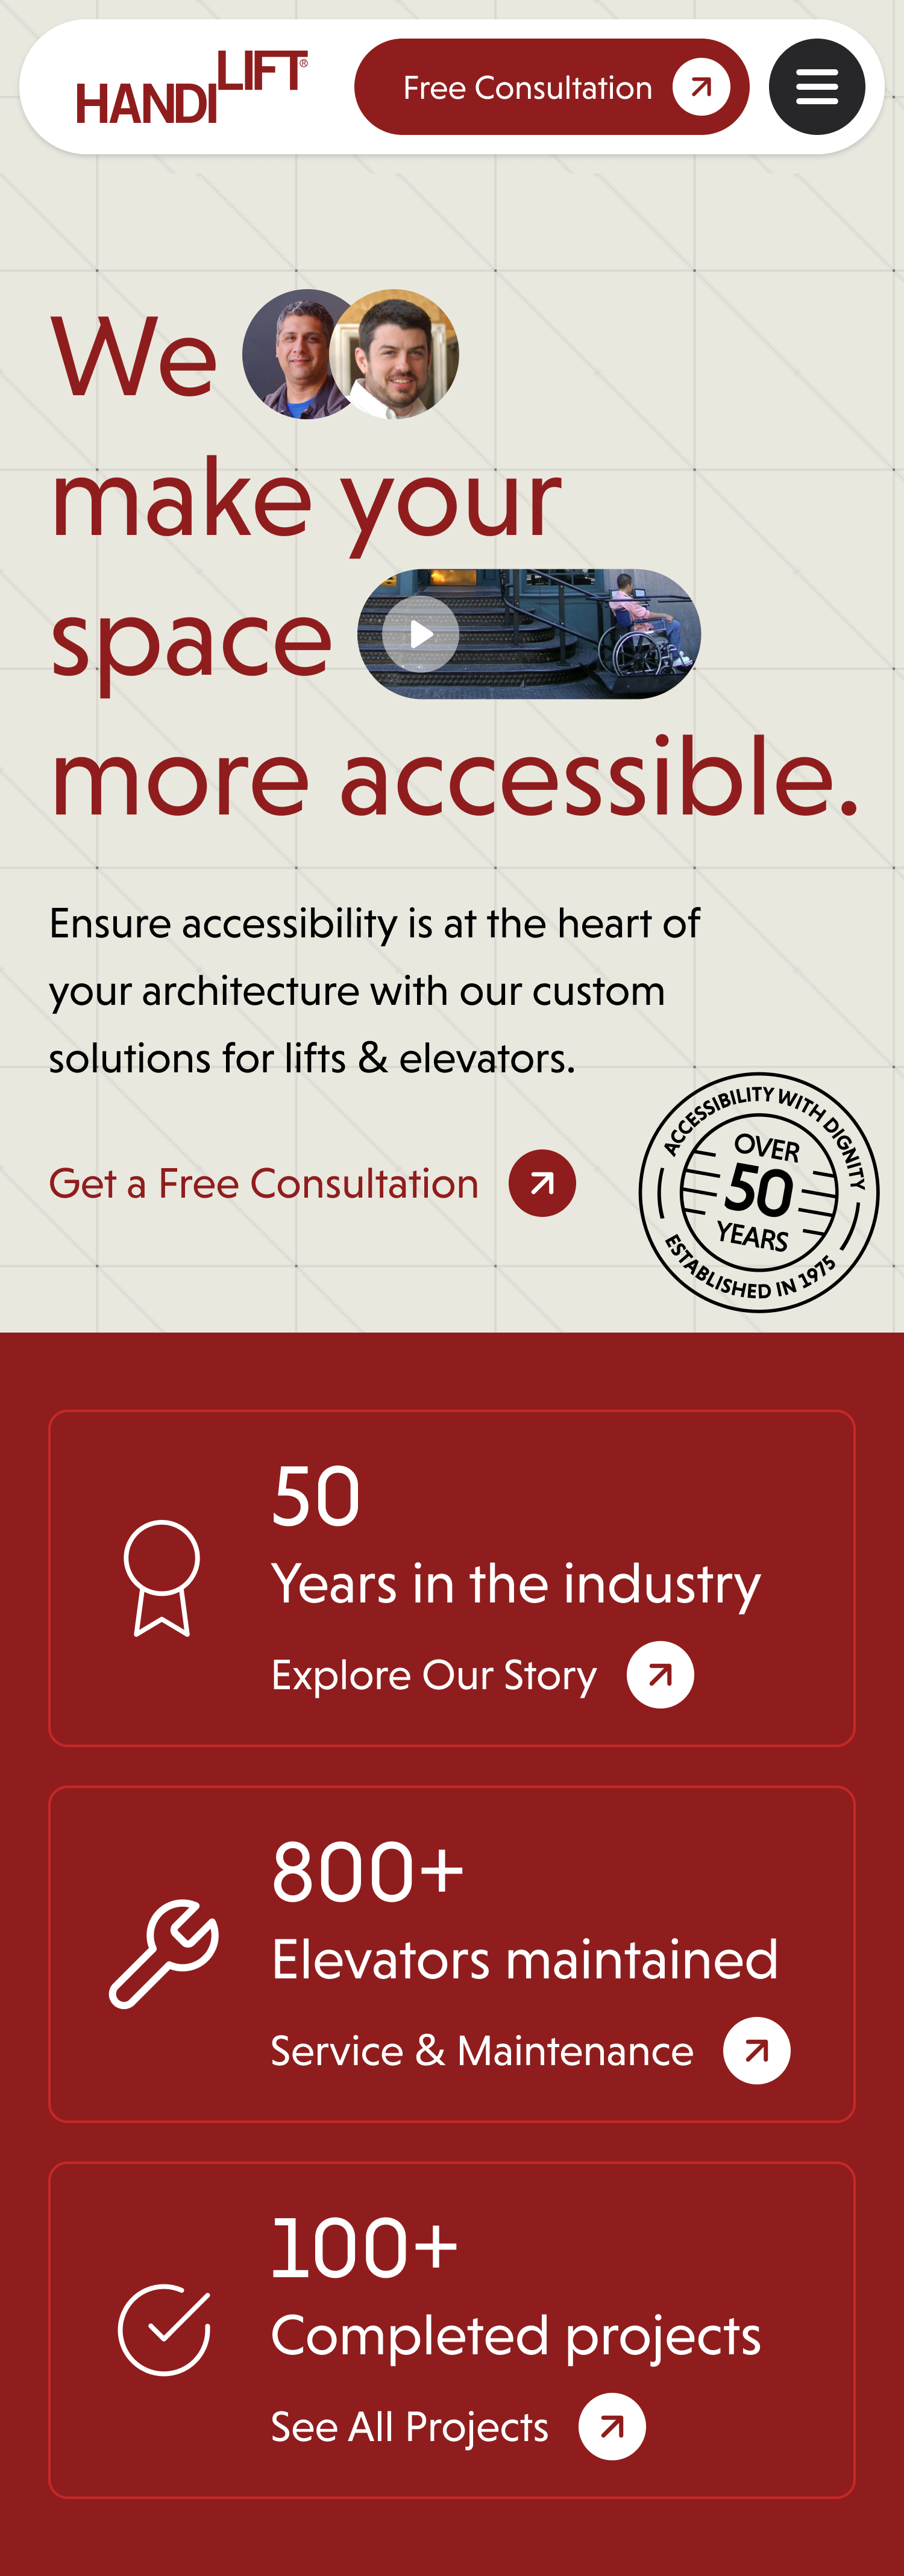 HANDILIFT®
Free Consultation
We
make your
space
more accessible.
Ensure accessibility is at the heart of
your architecture with our custom
solutions for lifts & elevators.
Get a Free Consultation
ACCESSIBILITY WITH DIGNITY
OVER
50
YEARS
ESTABLISHED IN 1975
50
Years in the industry
Explore Our Story
800+
Elevators maintained
Service & Maintenance
100+
Completed projects
See All Projects